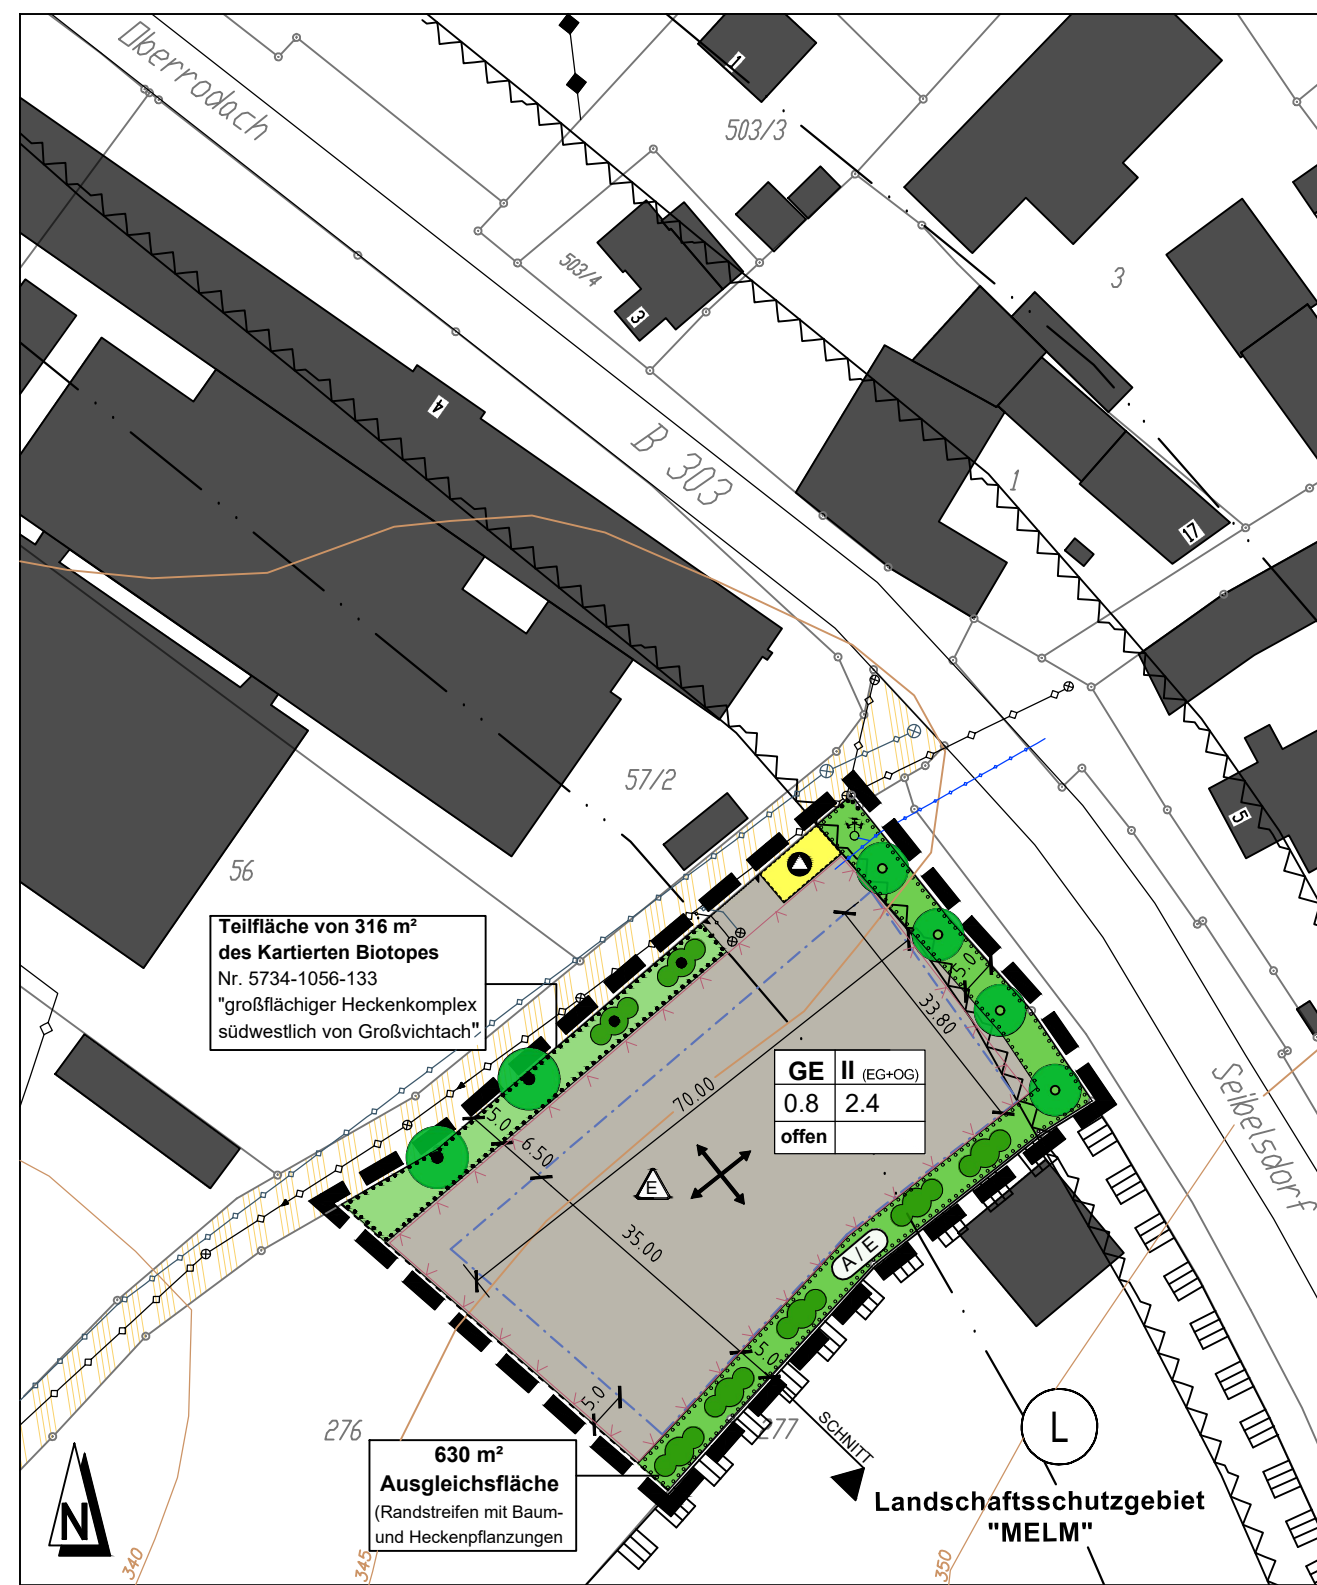 Oberrodach
1
503/3
503/4
3
3
4
B 303
1
17
57/2
5
56
Teilfläche von 316 m²
des Kartierten Biotopes
Nr. 5734-1056-133
"großflächiger Heckenkomplex
südwestlich von Großvichtach"
5.0
33.80
70.00
GE II (EG+OG)
0.8 2.4
offen
5.0
6.50
E
35.00
A / E
Seibelsdorf
5.0
5.0
SCHNITT
276
277
L
630 m²
Ausgleichsfläche
(Randstreifen mit Baum-
und Heckenpflanzungen
Landschaftsschutzgebiet
"MELM"
N
340
345
350